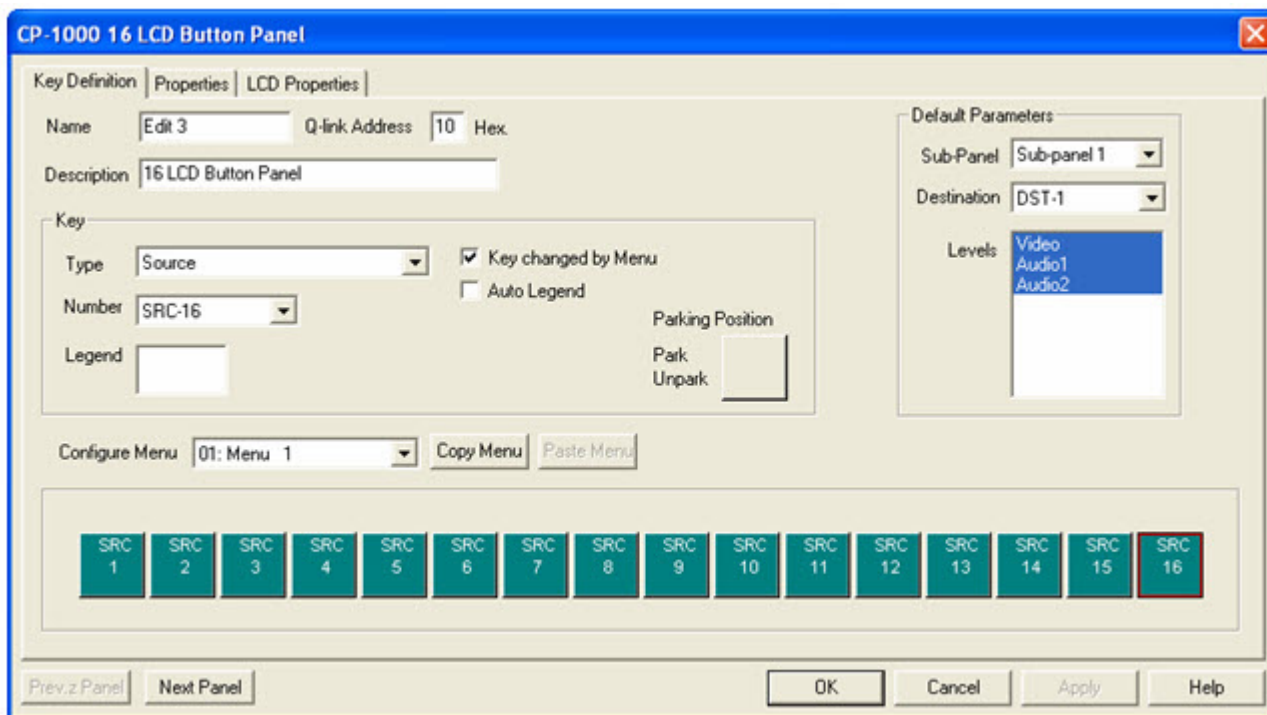 CP-1000 16 LCD Button Panel
Key Definition Properties LCD Properties
Name Edit 3 Q-link Address 10 Hex.
Description 16 LCD Button Panel
Default Parameters
Sub-Panel Sub-panel 1
Destination DST-1
Levels Video
Audio1
Audio2
Key
Type Source
Key changed by Menu
Auto Legend
Number SRC-16
Legend
Parking Position
Park
Unpark
Configure Menu 01: Menu 1 Copy Menu Paste Menu
SRC 1
SRC 2
SRC 3
SRC 4
SRC 5
SRC 6
SRC 7
SRC 8
SRC 9
SRC 10
SRC 11
SRC 12
SRC 13
SRC 14
SRC 15
SRC 16
Prev.z Panel Next Panel OK Cancel Apply Help